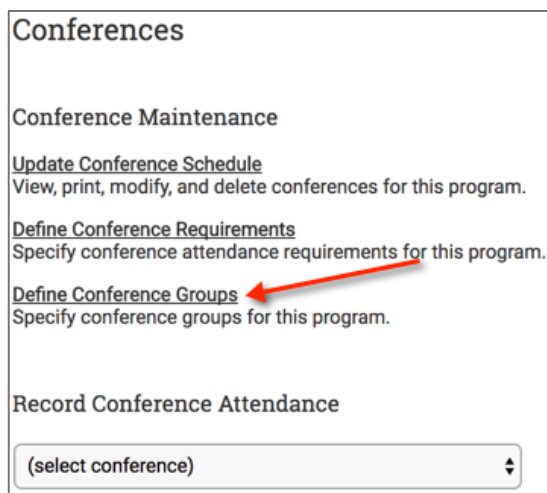 Conferences
Conference Maintenance
Update Conference Schedule
View, print, modify, and delete conferences for this program.
Define Conference Requirements
Specify conference attendance requirements for this program.
Define Conference Groups
Specify conference groups for this program.
Record Conference Attendance
(select conference)